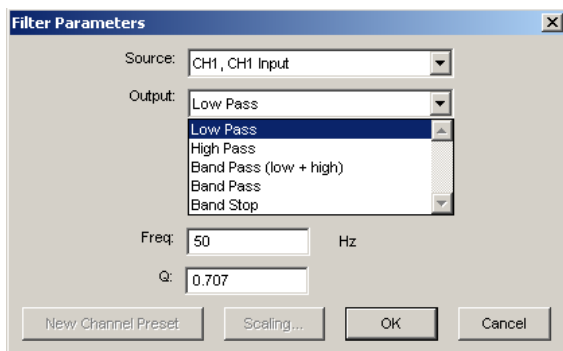 Filter Parameters
Source: CH1, CH1 Input
Output: Low Pass
Low Pass
High Pass
Band Pass (low + high)
Band Pass
Band Stop
Freq: 50 Hz
Q: 0.707
New Channel Preset Scaling... OK Cancel